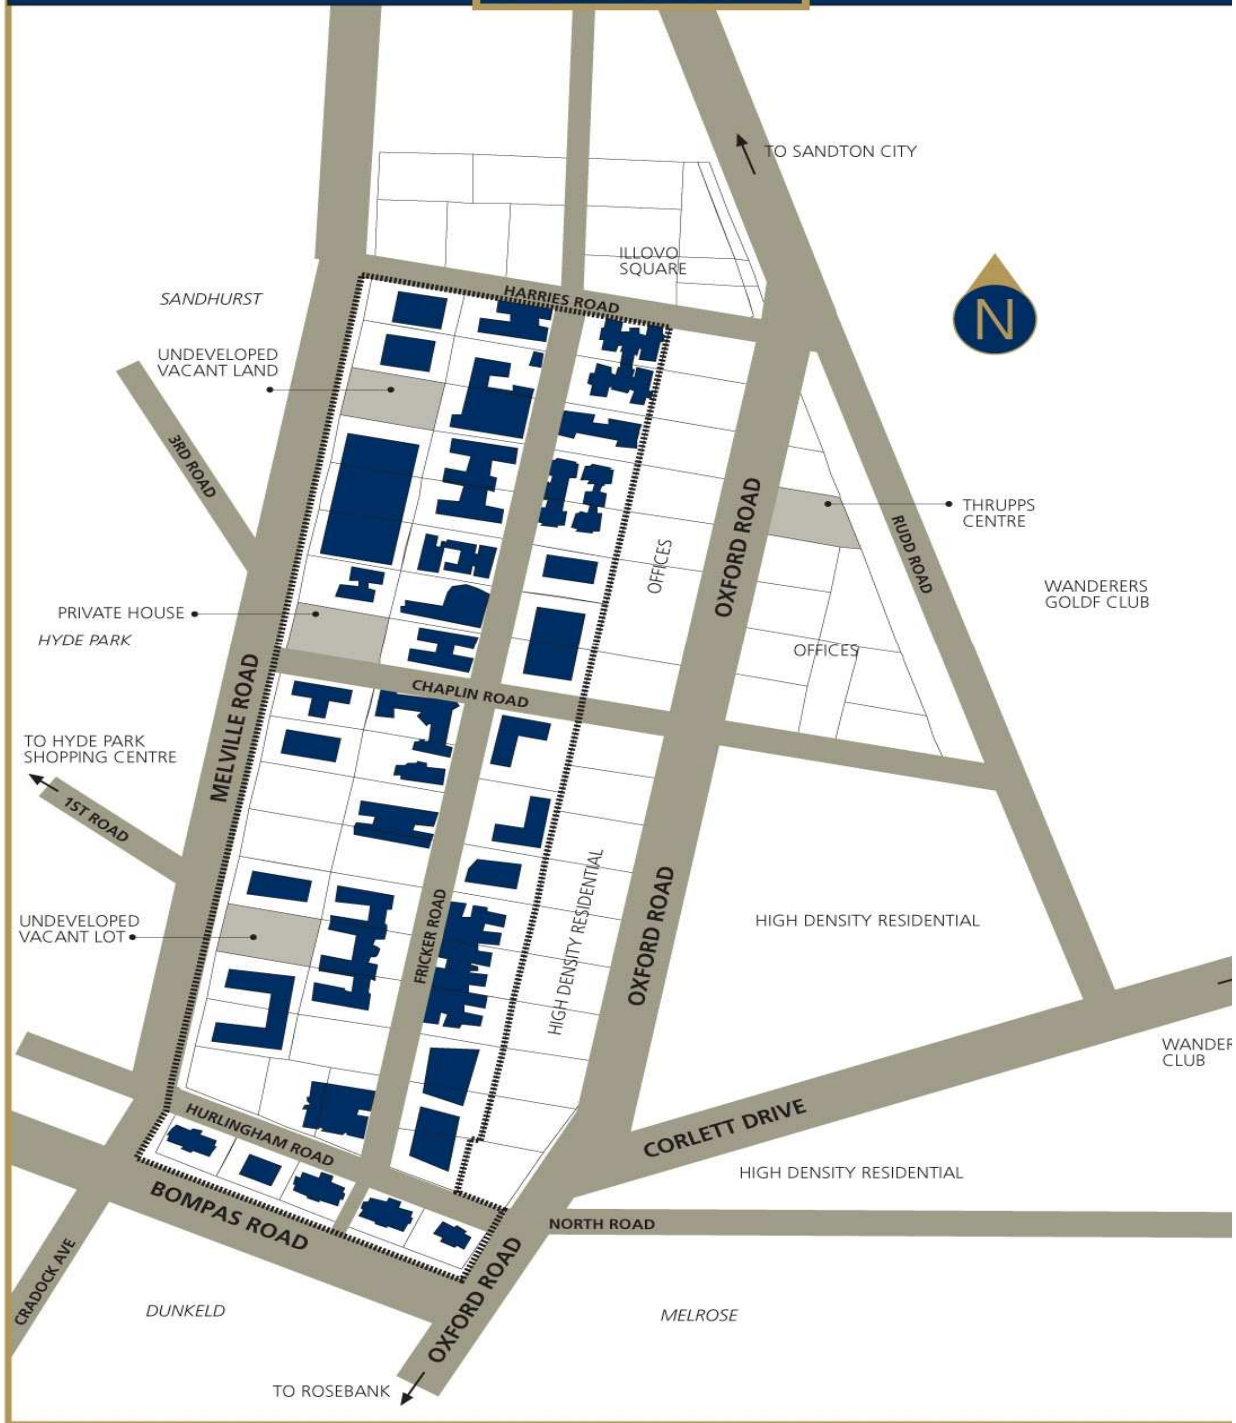 TO SANDTON CITY
ILLOVO
SQUARE
N
SANDHURST
HARRIES ROAD
UNDEVELOPED
VACANT LAND
3RD ROAD
OXFORD ROAD
THRUPPS
CENTRE
RUDD ROAD
OFFICES
WANDERERS
GOLDF CLUB
PRIVATE HOUSE
HYDE PARK
OFFICES
MELVILLE ROAD
CHAPLIN ROAD
TO HYDE PARK
SHOPPING CENTRE
1ST ROAD
HIGH DENSITY RESIDENTIAL
OXFORD ROAD
FRICKER ROAD
UNDEVELOPED
VACANT LOT
HIGH DENSITY RESIDENTIAL
WANDER
CLUB
HURLINGHAM ROAD
CORLETT DRIVE
HIGH DENSITY RESIDENTIAL
BOMPAS ROAD
NORTH ROAD
CRADOCK AVE
OXFORD ROAD
DUNKELD
MELROSE
TO ROSEBANK